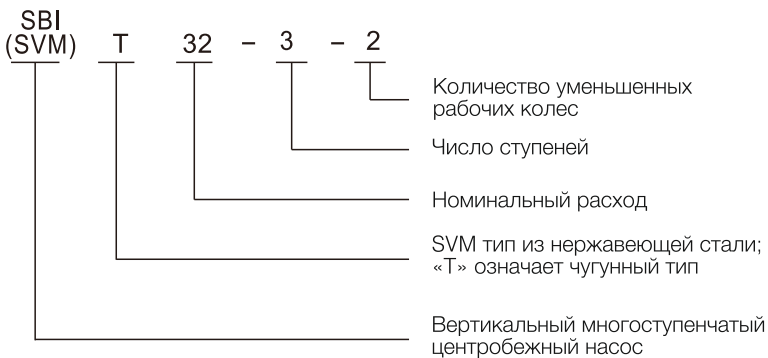 SBI
(SVM) T 32 – 3 – 2
Количество уменьшенных
рабочих колес
Число ступеней
Номинальный расход
SVM тип из нержавеющей стали;
«Т» означает чугунный тип
Вертикальный многоступенчатый
центробежный насос